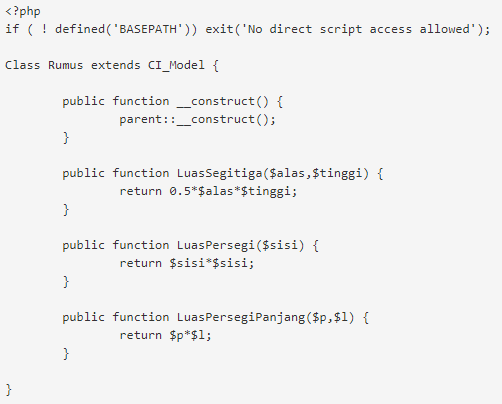 <?php
if ( ! defined('BASEPATH')) exit('No direct script access allowed');
Class Rumus extends CI_Model {
public function __construct() {
parent::__construct();
}
public function LuasSegitiga($alas,$tinggi) {
return 0.5*$alas*$tinggi;
}
public function LuasPersegi($sisi) {
return $sisi*$sisi;
}
public function LuasPersegiPanjang($p,$l) {
return $p*$l;
}
}